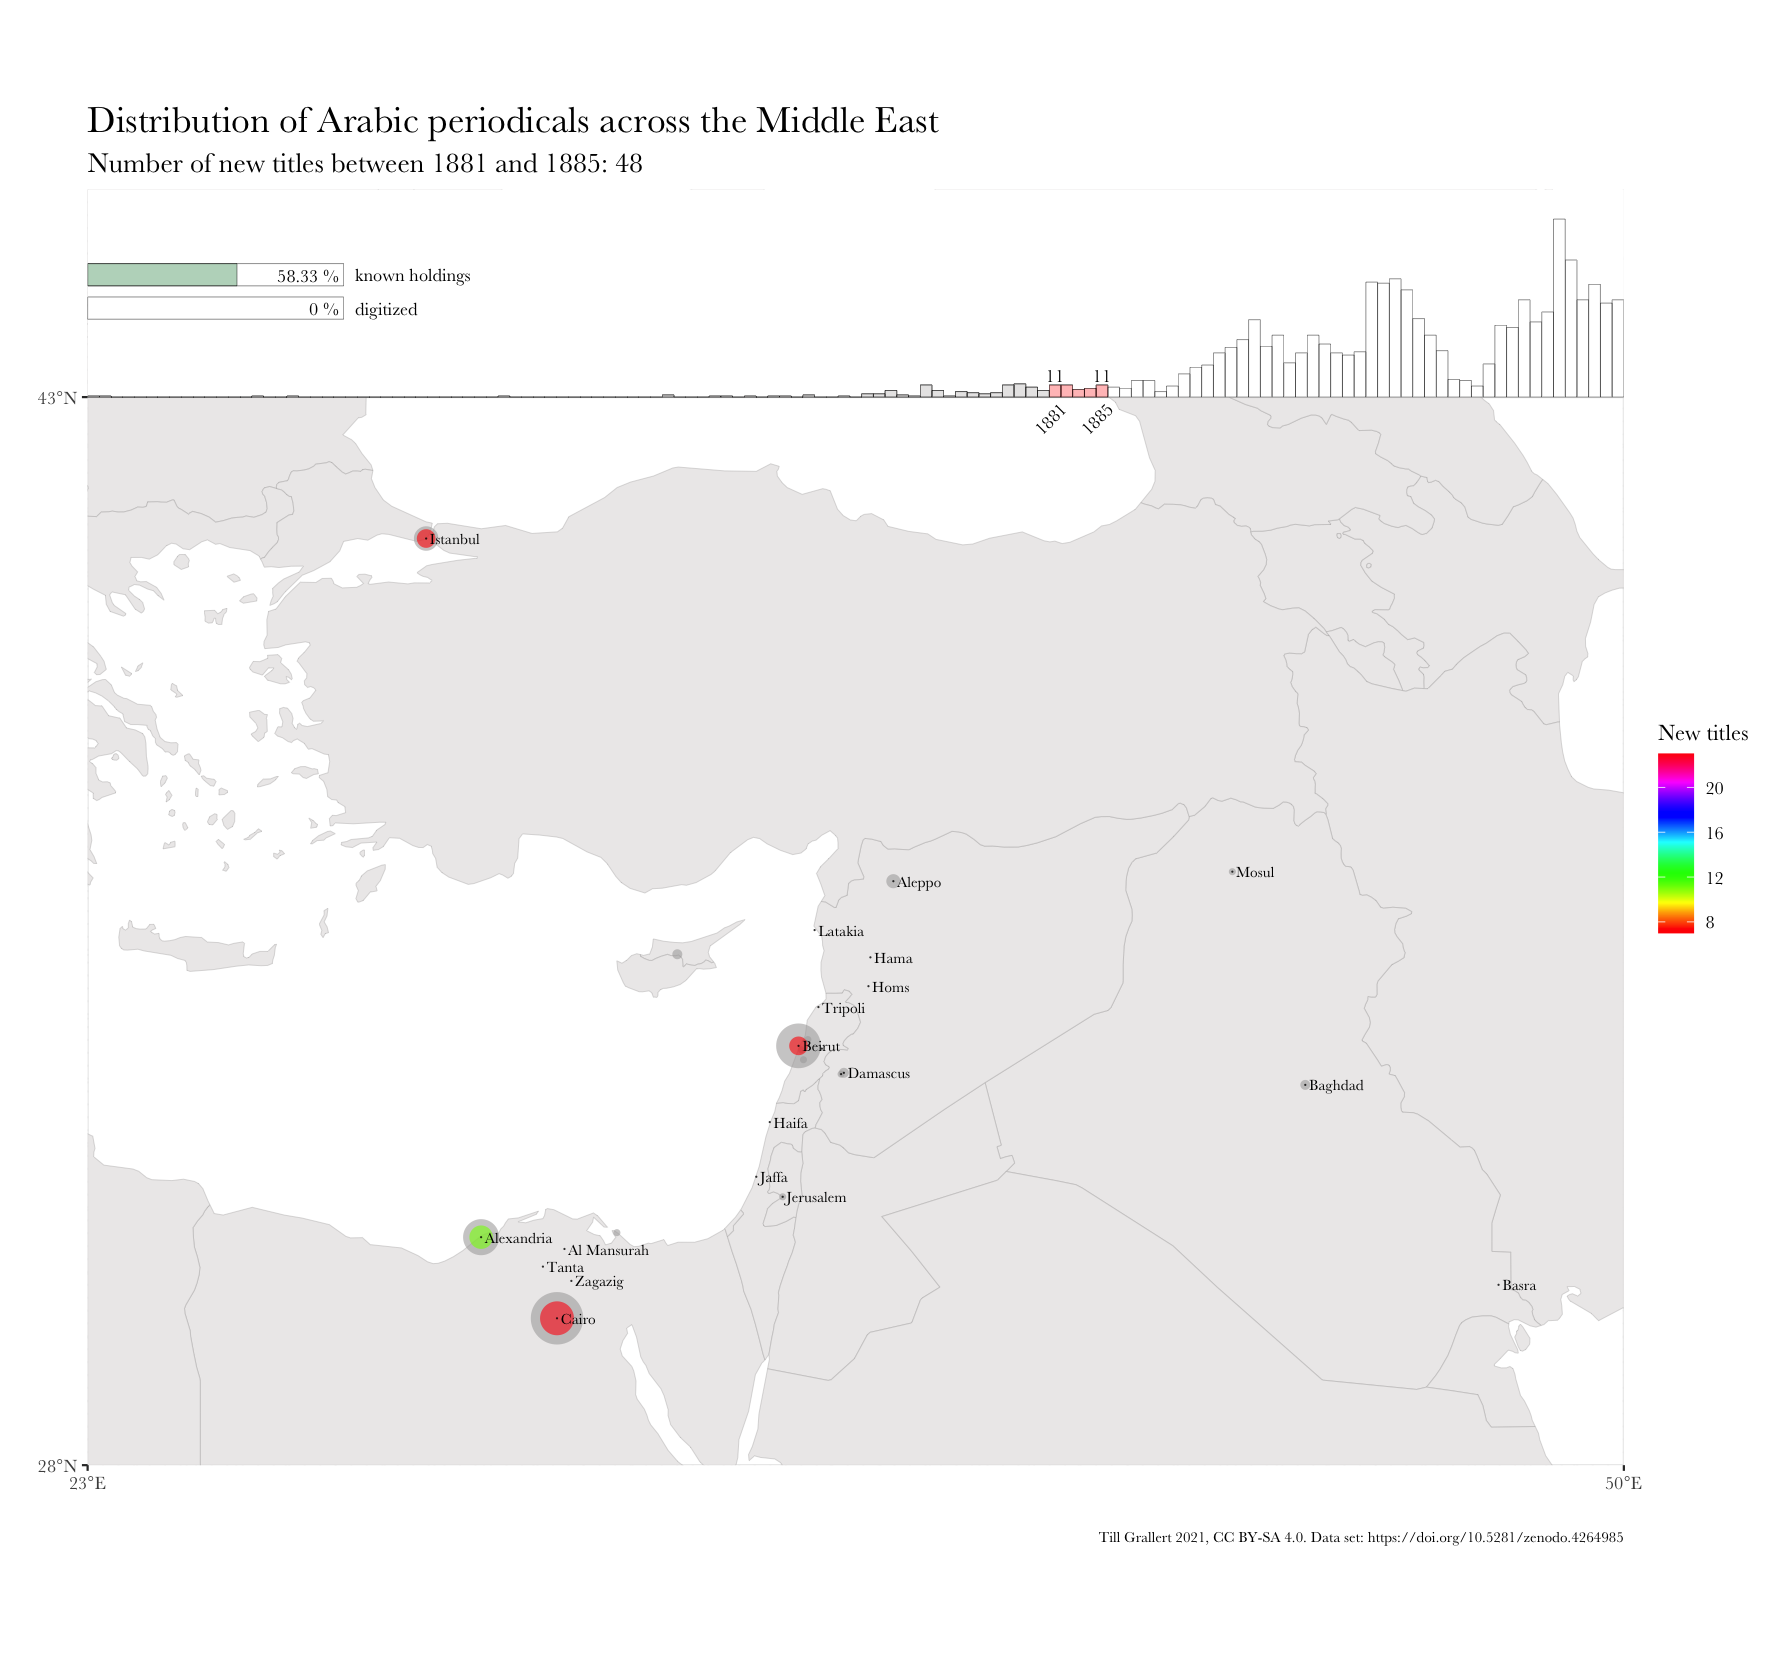 Distribution of Arabic periodicals across the Middle East
Number of new titles between 1881 and 1885: 48
58.33 % known holdings
0 % digitized
11 11
43°N
1881 1885
Istanbul
New titles
20
16
12
8
Mosul
Aleppo
Latakia
Hama
Homs
Tripoli
Beirut
Damascus
Baghdad
Haifa
Jaffa
Jerusalem
Alexandria
Al Mansurah
Tanta
Zagazig
Basra
Cairo
28°N
23°E 50°E
Till Grallert 2021, CC BY-SA 4.0. Data set: https://doi.org/10.5281/zenodo.4264985